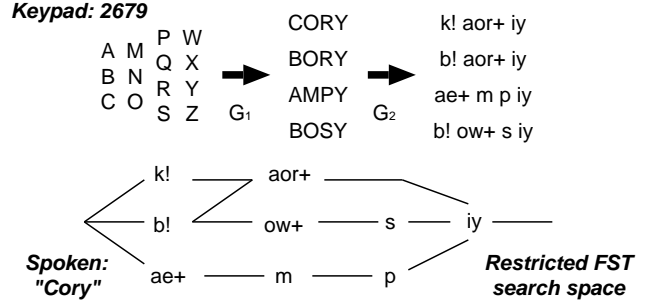 Keypad: 2679
A M P W
B N Q X
C O R Y
S Z
G1
CORY
BORY
AMPY
BOSY
G2
k! aor+ iy
b! aor+ iy
ae+ m p iy
b! ow+ s iy
k! aor+
b! ow+ s iy
ae+ m p
Spoken:
"Cory"
Restricted FST
search space